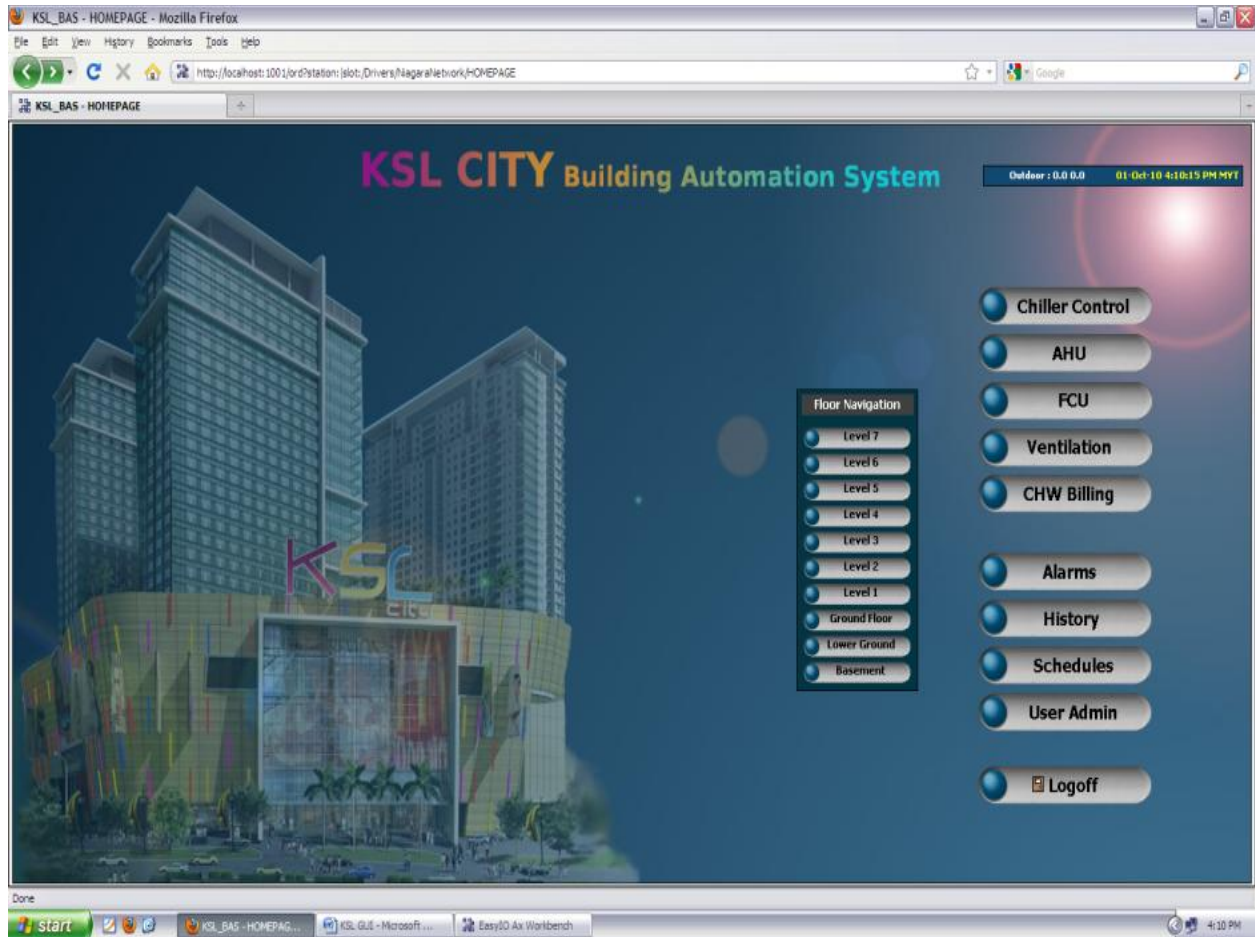 KSL_BAS - HOMEPAGE - Mozilla Firefox
File Edit View History Bookmarks Tools Help
http://localhost:1001/ord?station:|slot:/Drivers/NiagaraNetwork/HOMEPAGE
Google
KSL_BAS - HOMEPAGE
KSL CITY Building Automation System
Outdoor : 0.0 0.0 01-Oct-10 4:10:15 PM MYT
Chiller Control
AHU
FCU
Ventilation
CHW Billing
Floor Navigation
Level 7
Level 6
Level 5
Level 4
Level 3
Level 2
Level 1
Ground Floor
Lower Ground
Basement
KSL
city
Alarms
History
Schedules
User Admin
Logoff
Done
start
KSL_BAS - HOMEPAG...
KSL GUI - Microsoft ...
EasyIO Ax Workbench
4:10 PM